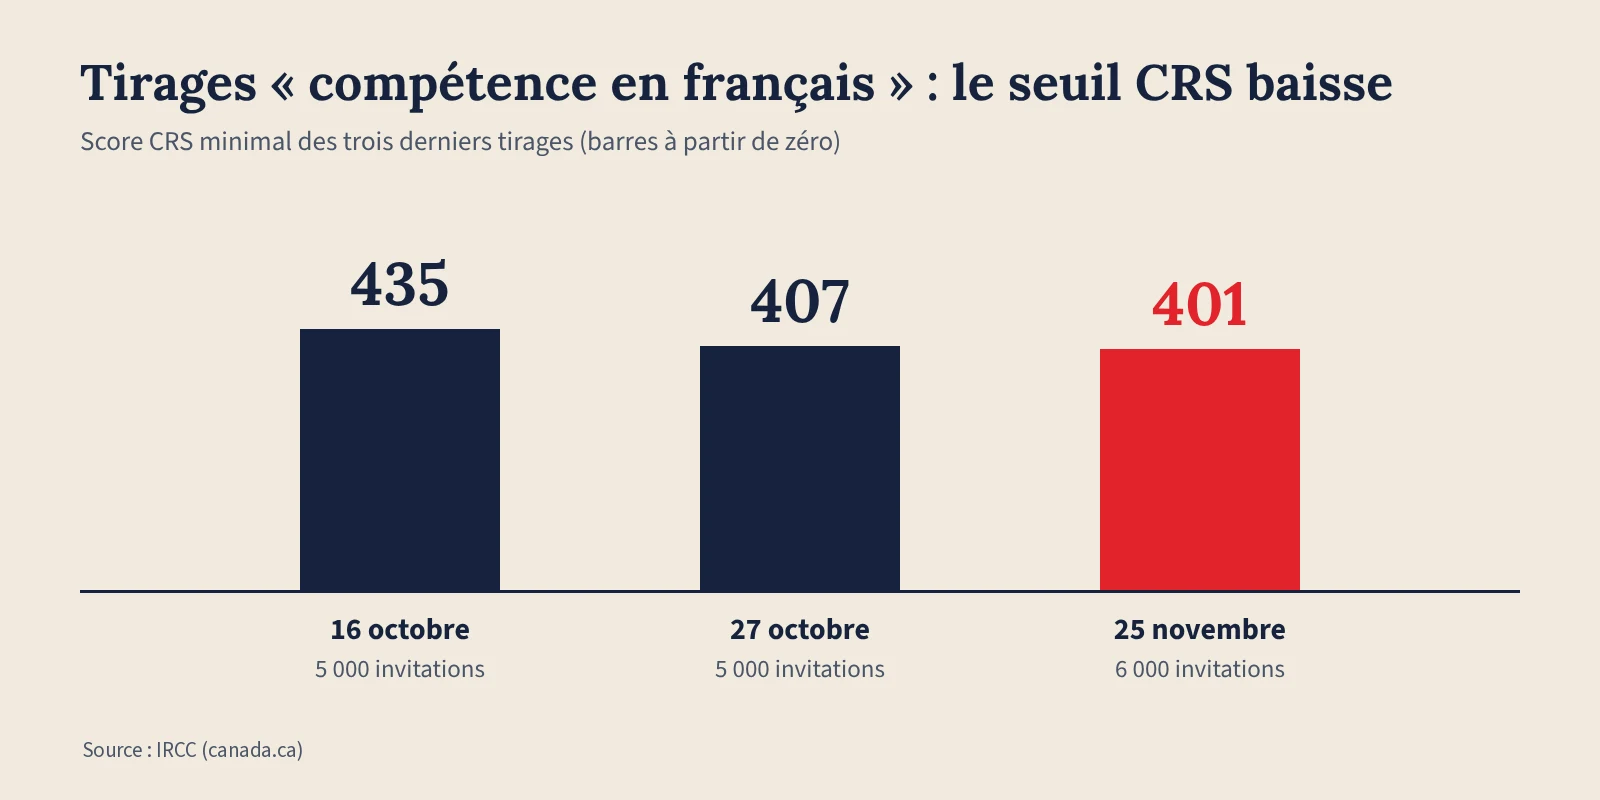 Tirages « compétence en français » : le seuil CRS baisse
Score CRS minimal des trois derniers tirages (barres à partir de zéro)
435
407
401
16 octobre
27 octobre
25 novembre
5 000 invitations
5 000 invitations
6 000 invitations
Source : IRCC (canada.ca)